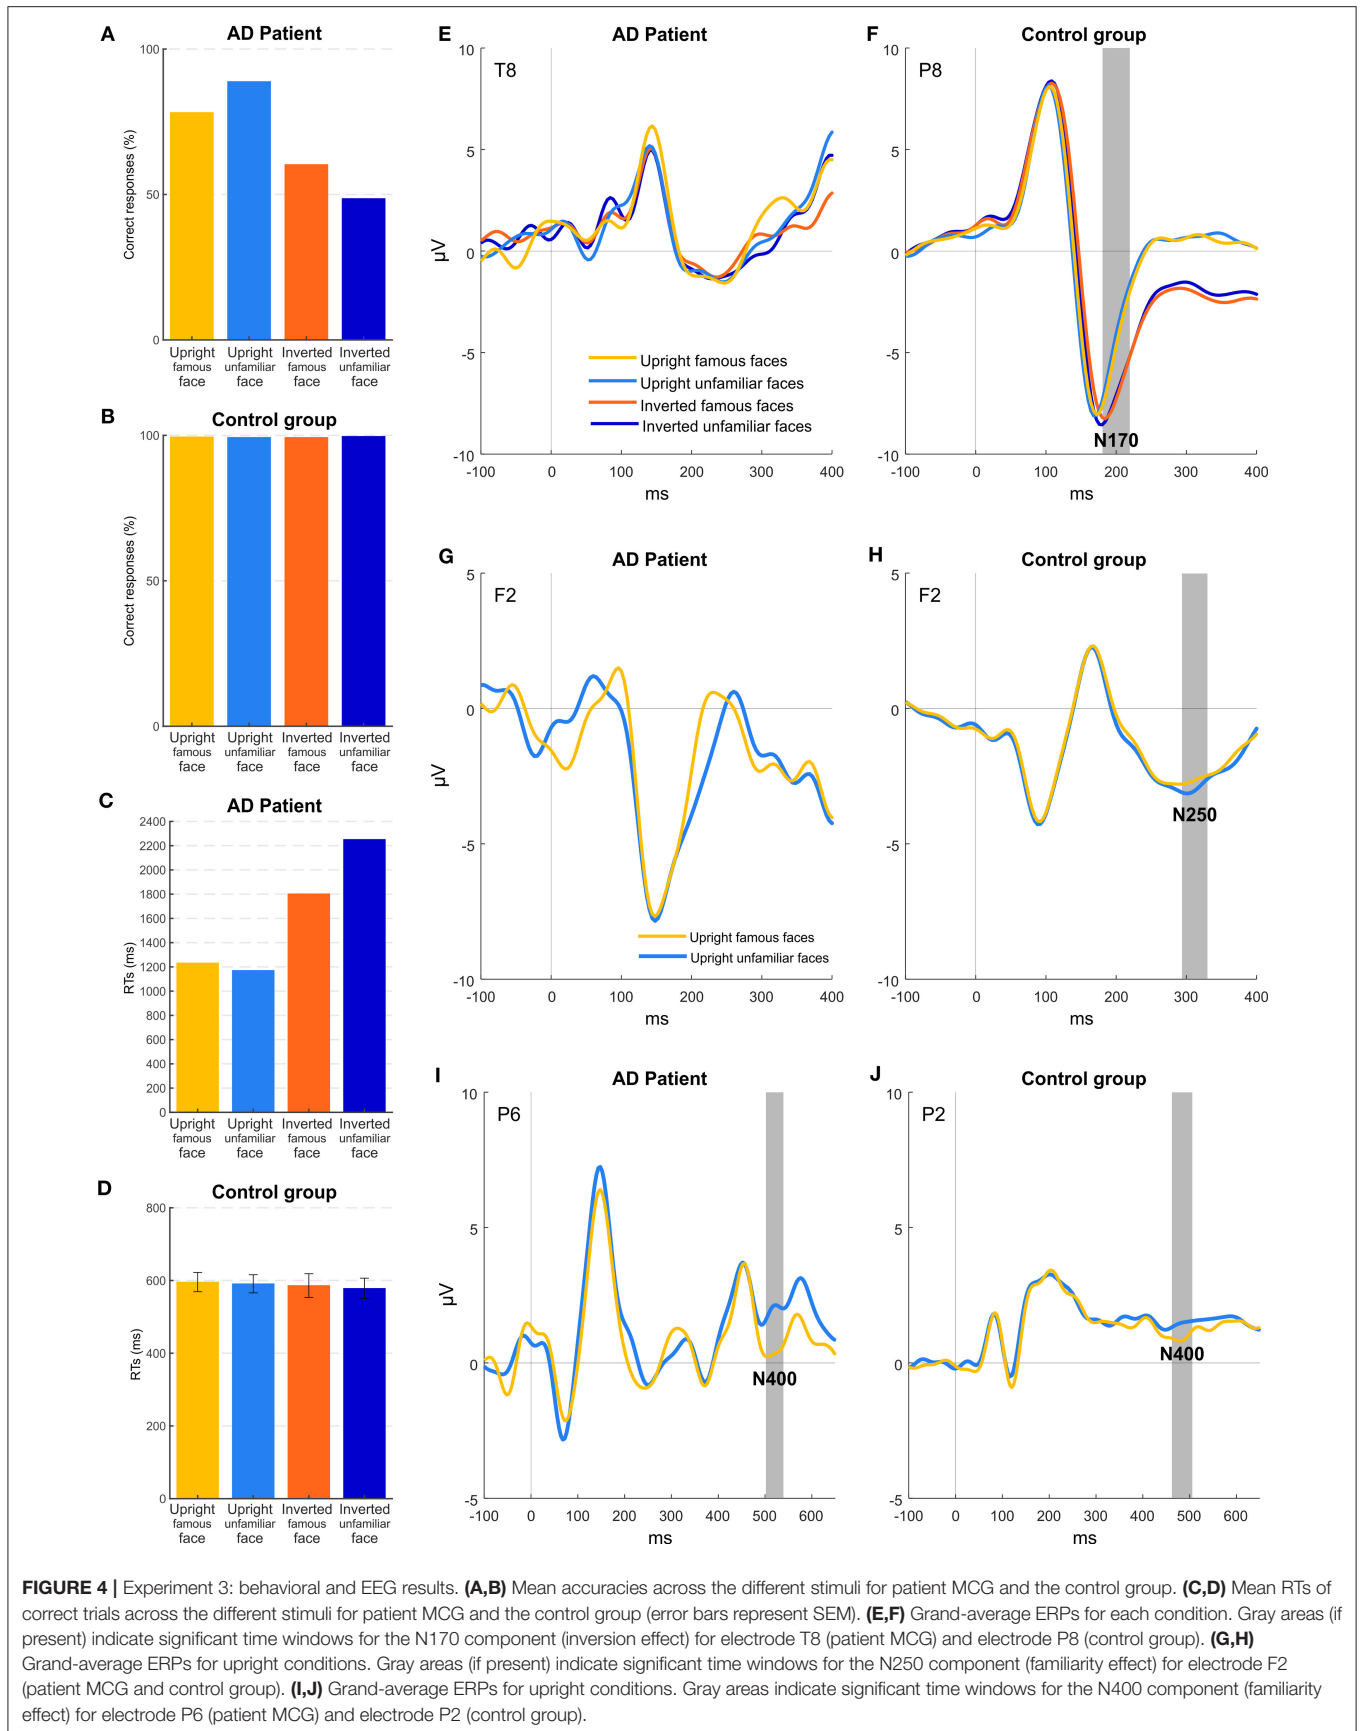 A
AD Patient
100
50
0
Correct responses (%)
Upright famous face
Upright unfamiliar face
Inverted famous face
Inverted unfamiliar face
B
Control group
100
50
0
Correct responses (%)
Upright famous face
Upright unfamiliar face
Inverted famous face
Inverted unfamiliar face
C
AD Patient
2400
2200
2000
1800
1600
1400
1200
1000
800
600
400
200
0
RTs (ms)
Upright famous face
Upright unfamiliar face
Inverted famous face
Inverted unfamiliar face
D
Control group
800
600
400
200
0
RTs (ms)
Upright famous face
Upright unfamiliar face
Inverted famous face
Inverted unfamiliar face
E
AD Patient
T8
10
5
0
-5
-10
µV
Upright famous faces
Upright unfamiliar faces
Inverted famous faces
Inverted unfamiliar faces
-100 0 100 200 300 400
ms
F
Control group
P8
10
5
0
-5
-10
N170
-100 0 100 200 300 400
ms
G
AD Patient
F2
5
0
-5
-10
µV
Upright famous faces
Upright unfamiliar faces
-100 0 100 200 300 400
ms
H
Control group
F2
5
0
-5
-10
N250
-100 0 100 200 300 400
ms
I
AD Patient
P6
10
5
0
-5
µV
N400
-100 0 100 200 300 400 500 600
ms
J
Control group
P2
10
5
0
-5
N400
-100 0 100 200 300 400 500 600
ms
FIGURE 4 | Experiment 3: behavioral and EEG results. (A,B) Mean accuracies across the different stimuli for patient MCG and the control group. (C,D) Mean RTs of
correct trials across the different stimuli for patient MCG and the control group (error bars represent SEM). (E,F) Grand-average ERPs for each condition. Gray areas (if
present) indicate significant time windows for the N170 component (inversion effect) for electrode T8 (patient MCG) and electrode P8 (control group). (G,H)
Grand-average ERPs for upright conditions. Gray areas (if present) indicate significant time windows for the N250 component (familiarity effect) for electrode F2
(patient MCG and control group). (I,J) Grand-average ERPs for upright conditions. Gray areas indicate significant time windows for the N400 component (familiarity
effect) for electrode P6 (patient MCG) and electrode P2 (control group).